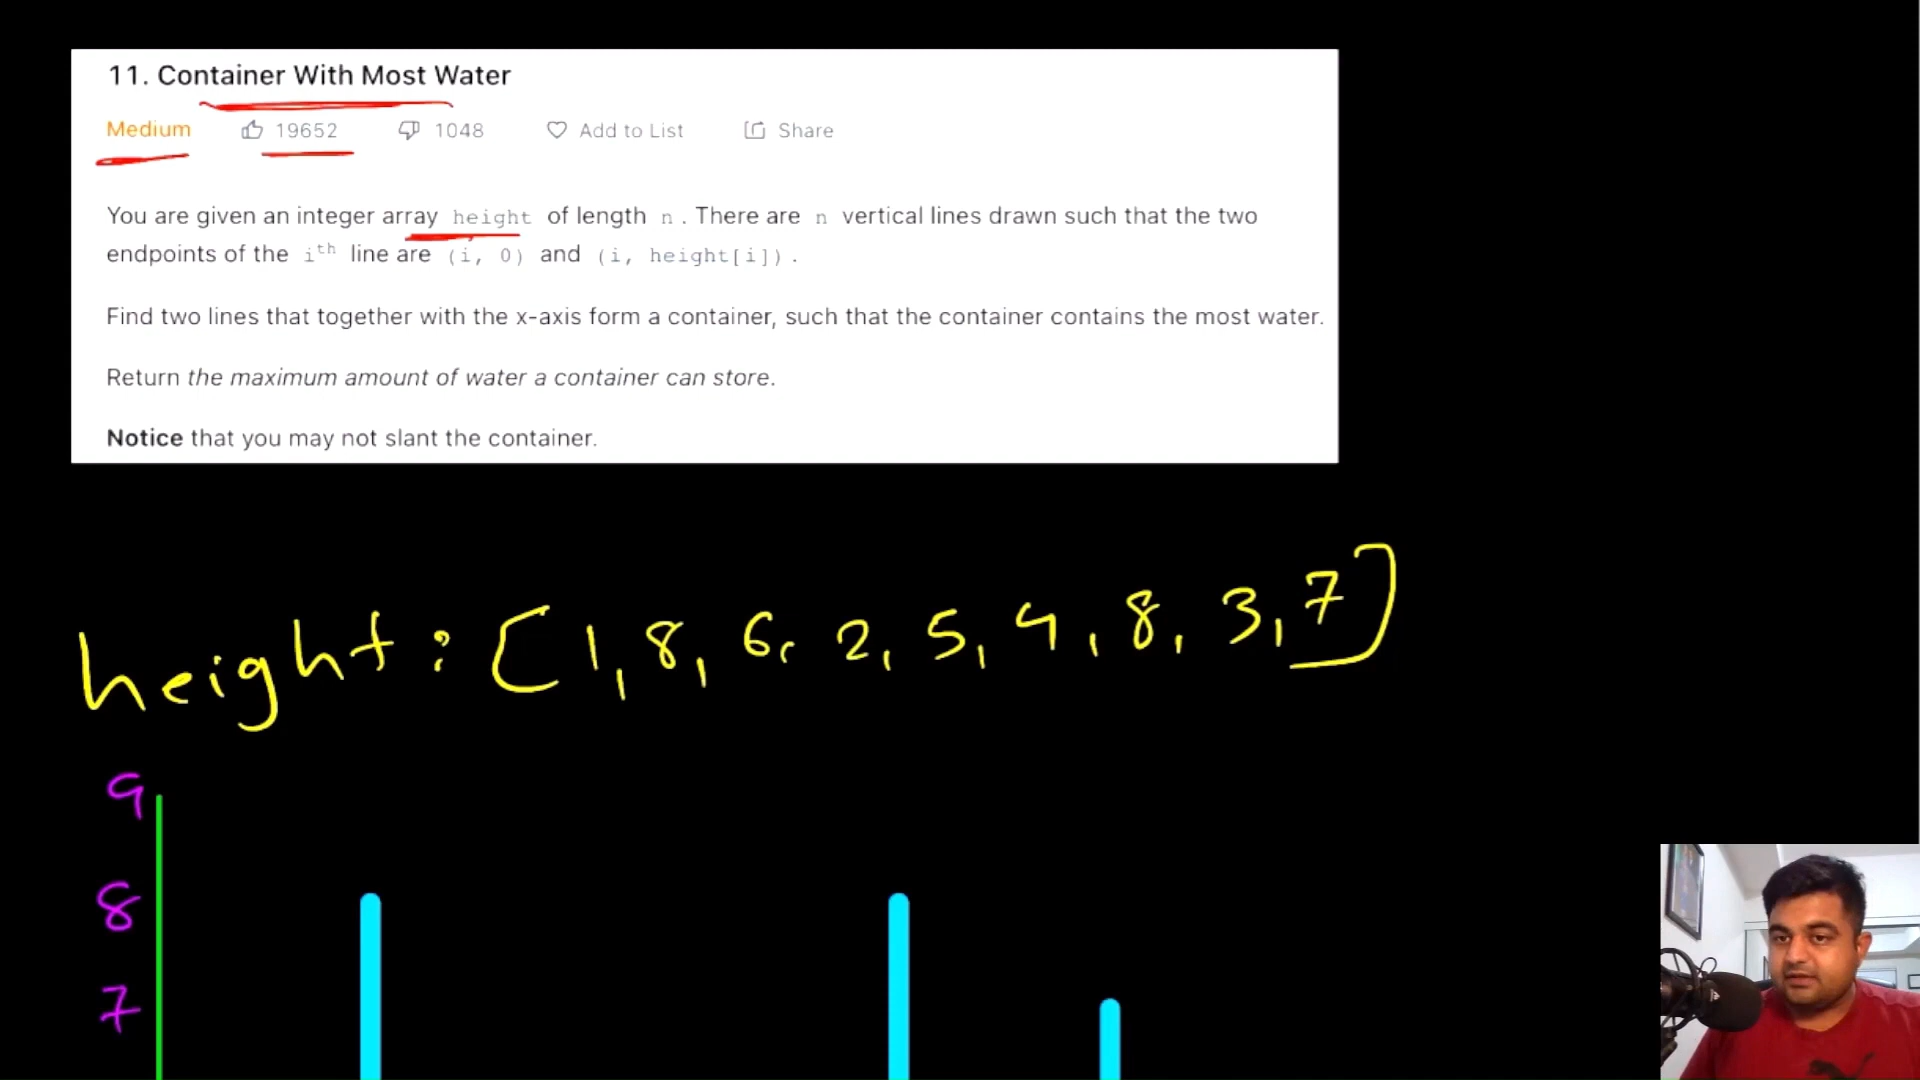 11. Container With Most Water
Medium 19652 1048 Add to List Share
You are given an integer array height of length n. There are n vertical lines drawn such that the two
endpoints of the ith line are (i, 0) and (i, height[i]).
Find two lines that together with the x-axis form a container, such that the container contains the most water.
Return the maximum amount of water a container can store.
Notice that you may not slant the container.
height: [1, 8, 6, 2, 5, 4, 8, 3, 7]
9
8
7